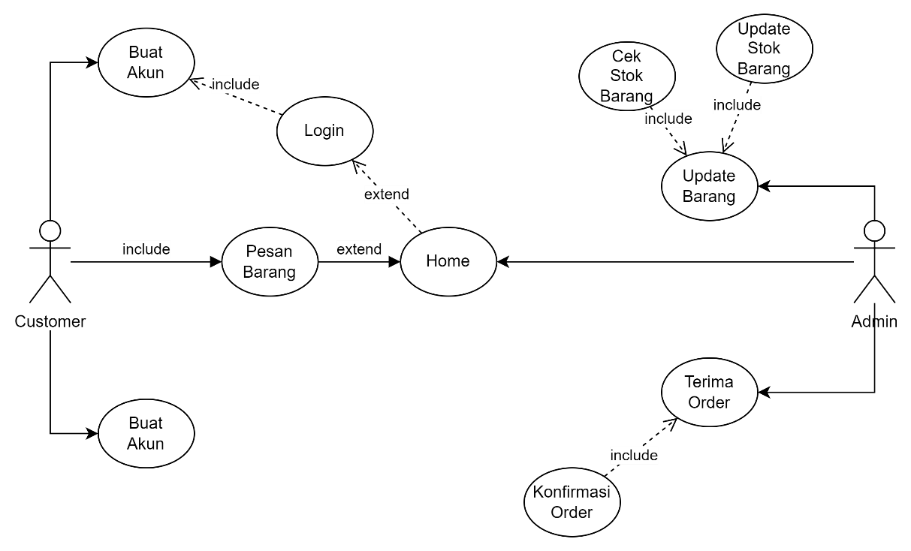 Buat
Akun
include
Login
extend
Cek
Stok
Barang
include
Update
Stok
Barang
include
Update
Barang
Customer
include
Pesan
Barang
extend
Home
Admin
Buat
Akun
Terima
Order
include
Konfirmasi
Order